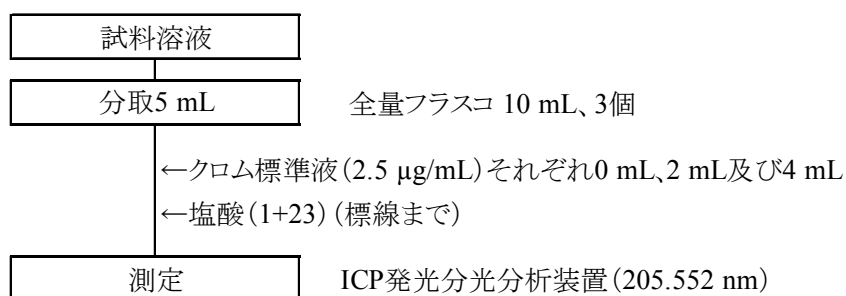 試料溶液
分取5 mL 全量フラスコ 10 mL、3個
←クロム標準液(2.5 µg/mL)それぞれ0 mL、2 mL及び4 mL
←塩酸(1+23) (標線まで)
測定 ICP発光分光分析装置(205.552 nm)